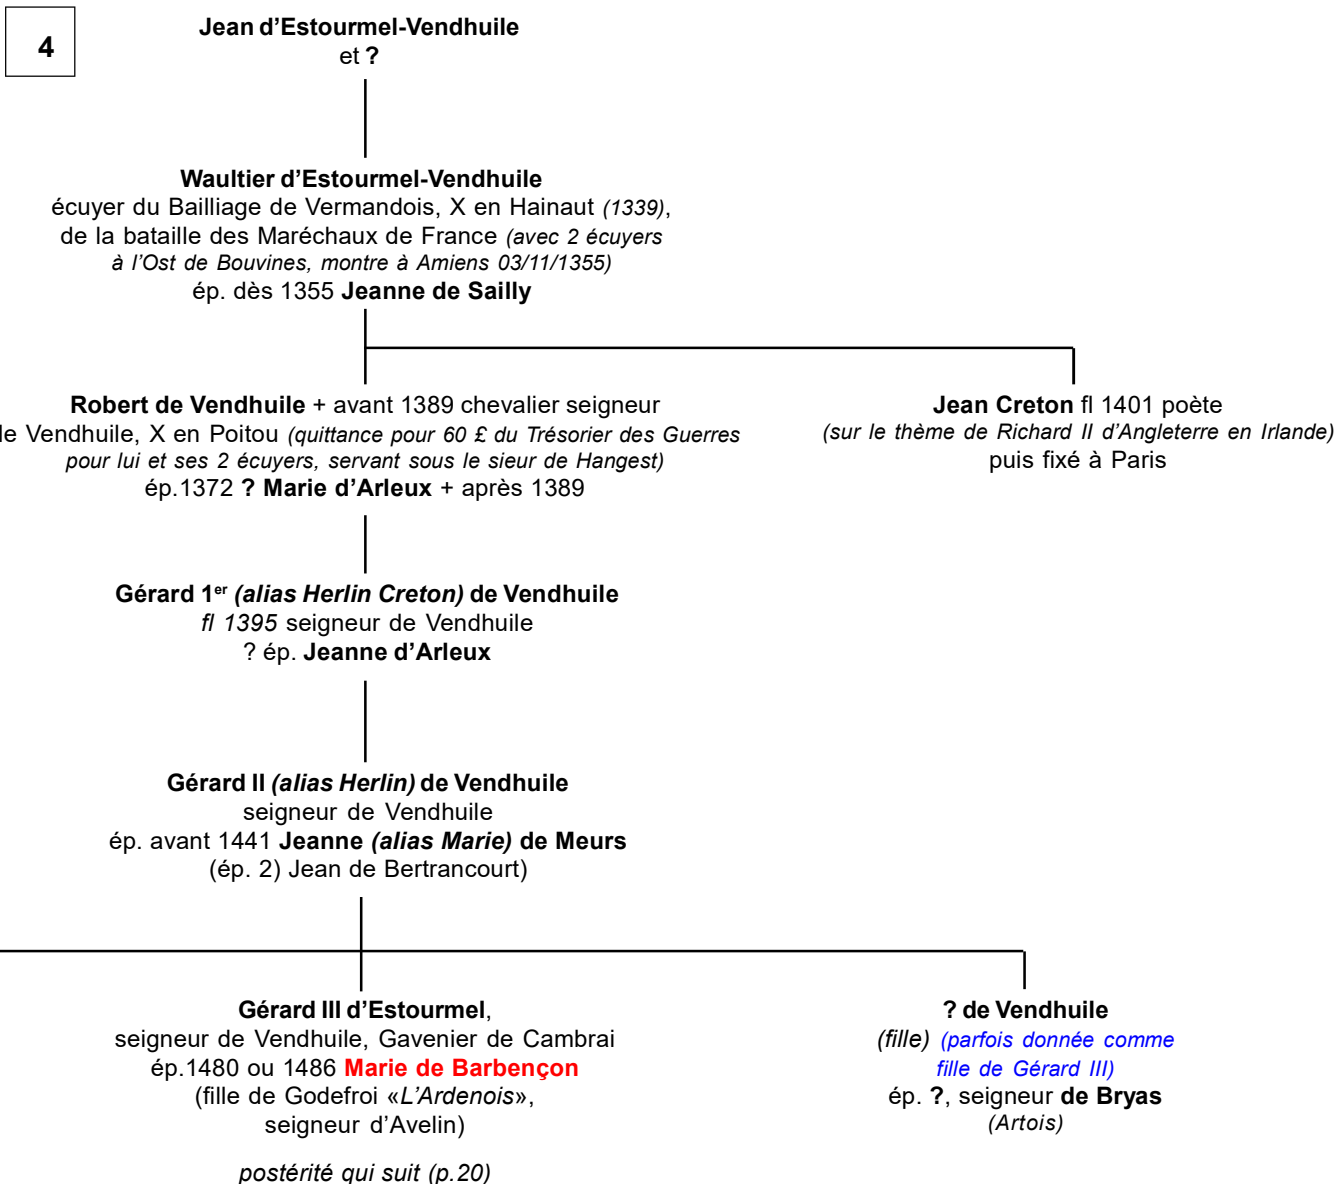 4
Jean d’Estourmel-Vendhuile
et ?
Waultier d’Estourmel-Vendhuile
écuyer du Bailliage de Vermandois, X en Hainaut (1339),
de la bataille des Maréchaux de France (avec 2 écuyers
à l’Ost de Bouvines, montre à Amiens 03/11/1355)
ép. dès 1355 Jeanne de Sailly
Robert de Vendhuile + avant 1389 chevalier seigneur
de Vendhuile, X en Poitou (quittance pour 60 £ du Trésorier des Guerres
pour lui et ses 2 écuyers, servant sous le sieur de Hangest)
ép.1372 ? Marie d’Arleux + après 1389
Jean Creton fl 1401 poète
(sur le thème de Richard II d’Angleterre en Irlande)
puis fixé à Paris
Gérard 1er (alias Herlin Creton) de Vendhuile
fl 1395 seigneur de Vendhuile
? ép. Jeanne d’Arleux
Gérard II (alias Herlin) de Vendhuile
seigneur de Vendhuile
ép. avant 1441 Jeanne (alias Marie) de Meurs
(ép. 2) Jean de Bertrancourt)
Gérard III d’Estourmel,
seigneur de Vendhuile, Gavenier de Cambrai
ép.1480 ou 1486 Marie de Barbençon
(fille de Godefroi «L’Ardenois»,
seigneur d’Avelin)
postérité qui suit (p.20)
? de Vendhuile
(fille) (parfois donnée comme
fille de Gérard III)
ép. ?, seigneur de Bryas
(Artois)